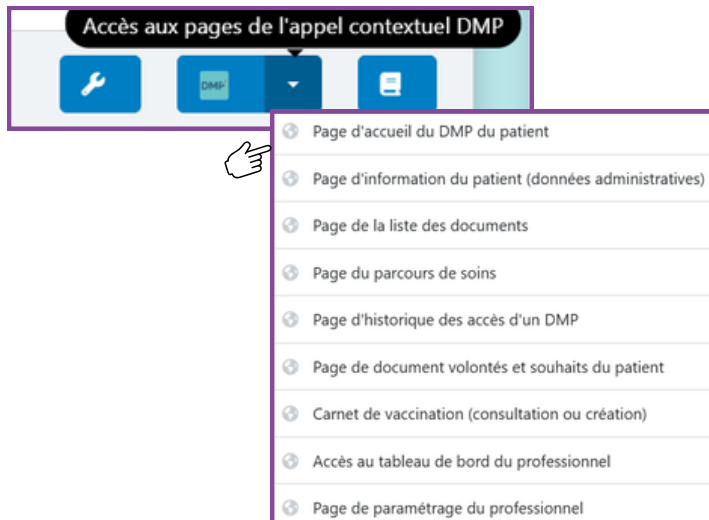 Accès aux pages de l'appel contextuel DMP
DMP
Page d'accueil du DMP du patient
Page d'information du patient (données administratives)
Page de la liste des documents
Page du parcours de soins
Page d'historique des accès d'un DMP
Page de document volontés et souhaits du patient
Carnet de vaccination (consultation ou création)
Accès au tableau de bord du professionnel
Page de paramétrage du professionnel